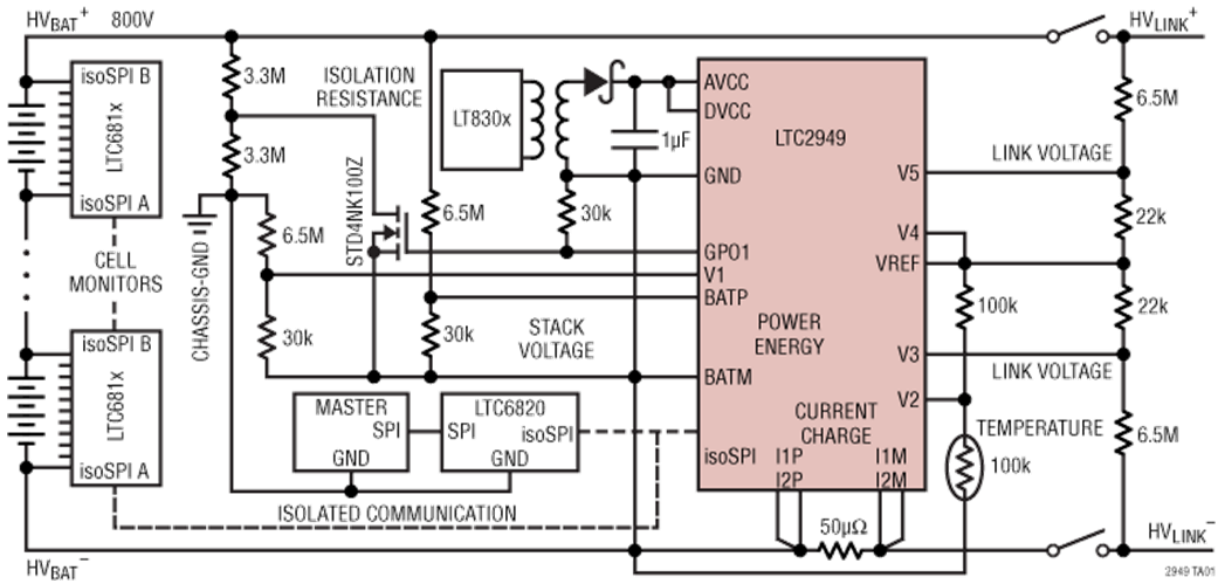 HVBAT+ 800V
HVLINK+
isoSPI B
LTC681x
isoSPI A
CELL
MONITORS
isoSPI B
LTC681x
isoSPI A
3.3M
3.3M
ISOLATION
RESISTANCE
CHASSIS-GND
6.5M
30k
STD4NK100Z
6.5M
30k
LT830x
1µF
30k
STACK
VOLTAGE
MASTER
SPI
GND
LTC6820
SPI
isoSPI
GND
ISOLATED COMMUNICATION
AVCC
DVCC
LTC2949
GND
GPO1
V1
BATP
POWER
ENERGY
BATM
CURRENT
CHARGE
isoSPI I1P I1M
I2P I2M
V5
V4
VREF
V3
V2
50µΩ
6.5M
LINK VOLTAGE
22k
100k
22k
LINK VOLTAGE
TEMPERATURE
100k
6.5M
HVLINK−
HVBAT−
2949 TA01